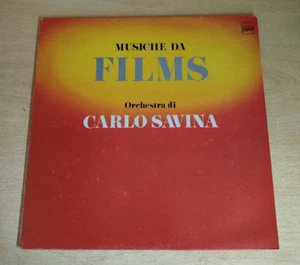 MUSICHE DA
FILMS
Orchestra di
CARLO SAVINA